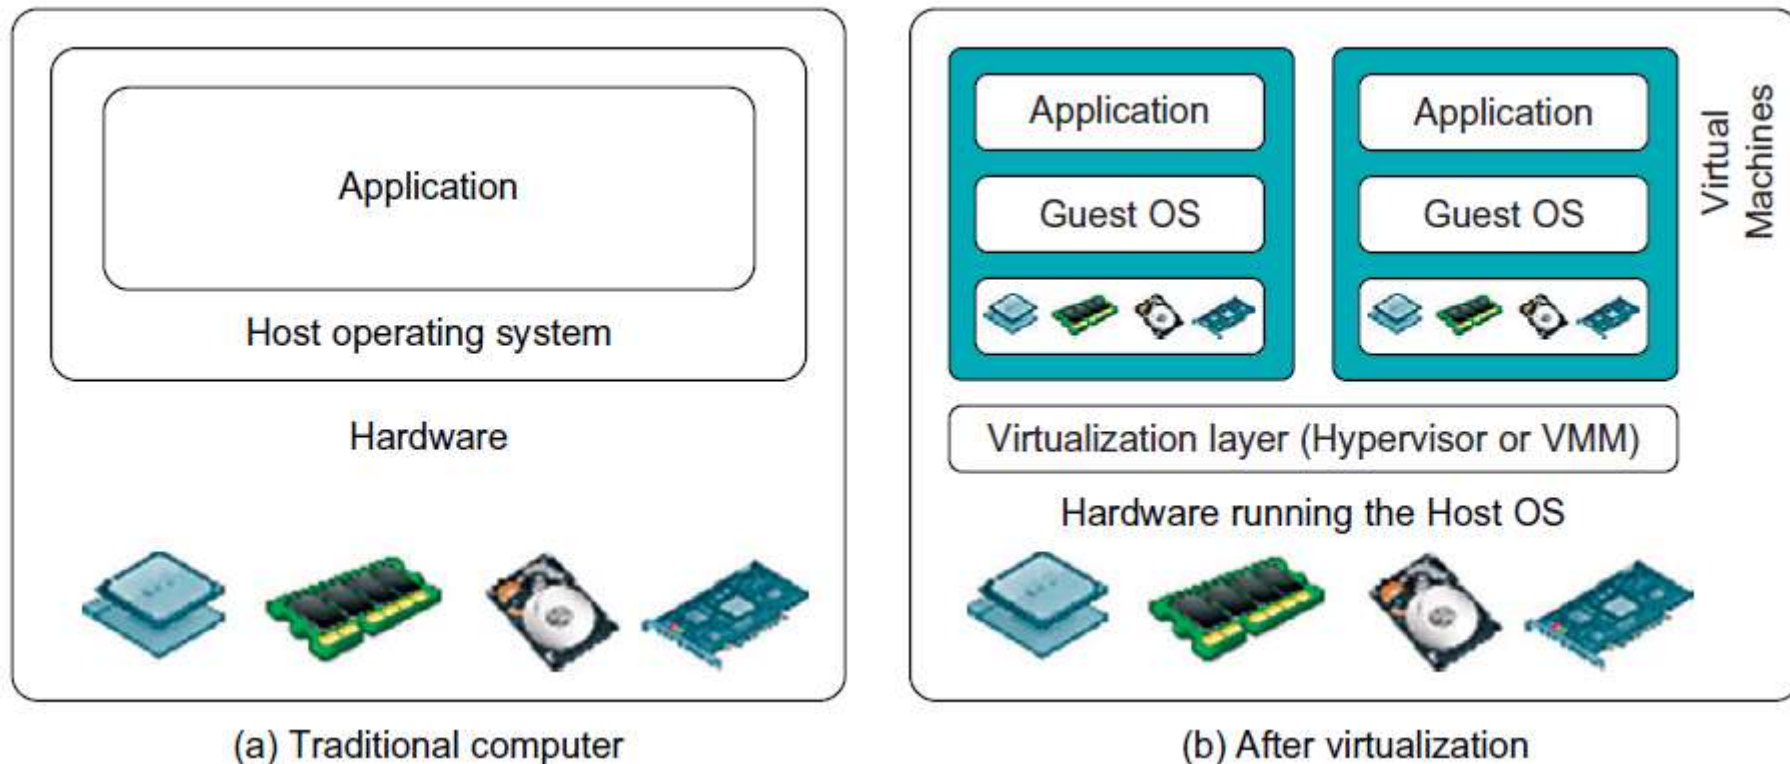 Application
Host operating system
Hardware
(a) Traditional computer
Application
Guest OS
Application
Guest OS
Virtual
Machines
Virtualization layer (Hypervisor or VMM)
Hardware running the Host OS
(b) After virtualization